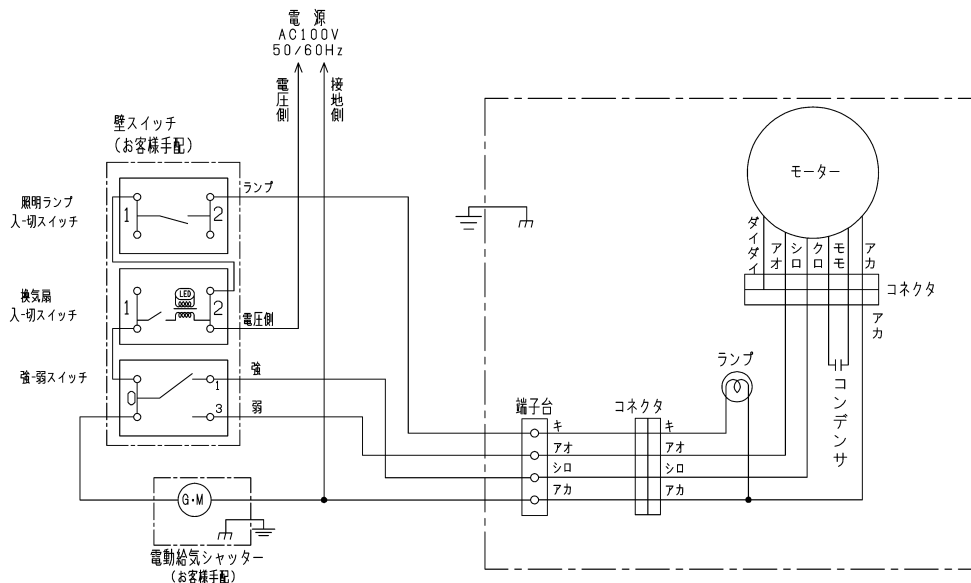 電 源
AC100V
50/60Hz
電圧側
接地側
壁スイッチ
(お客様手配)
照明ランプ
入-切スイッチ
1
2
ランプ
換気扇
入-切スイッチ
1
LED
2
電圧側
強-弱スイッチ
0
1
3
強
弱
G・M
電動給気シャッター
(お客様手配)
モーター
ダイダイ
アオ
シロ
クロ
モモ
アカ
コネクタ
アカ
コンデンサ
ランプ
端子台
コネクタ
キ
キ
アオ
アオ
シロ
シロ
アカ
アカ